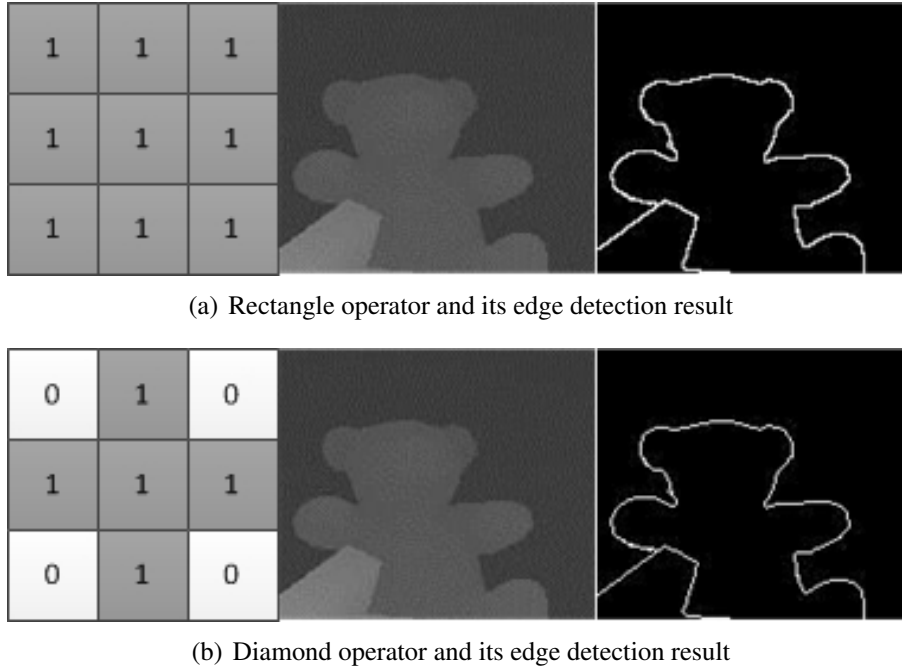 1 1 1
1 1 1
1 1 1
(a) Rectangle operator and its edge detection result
0 1 0
1 1 1
0 1 0
(b) Diamond operator and its edge detection result